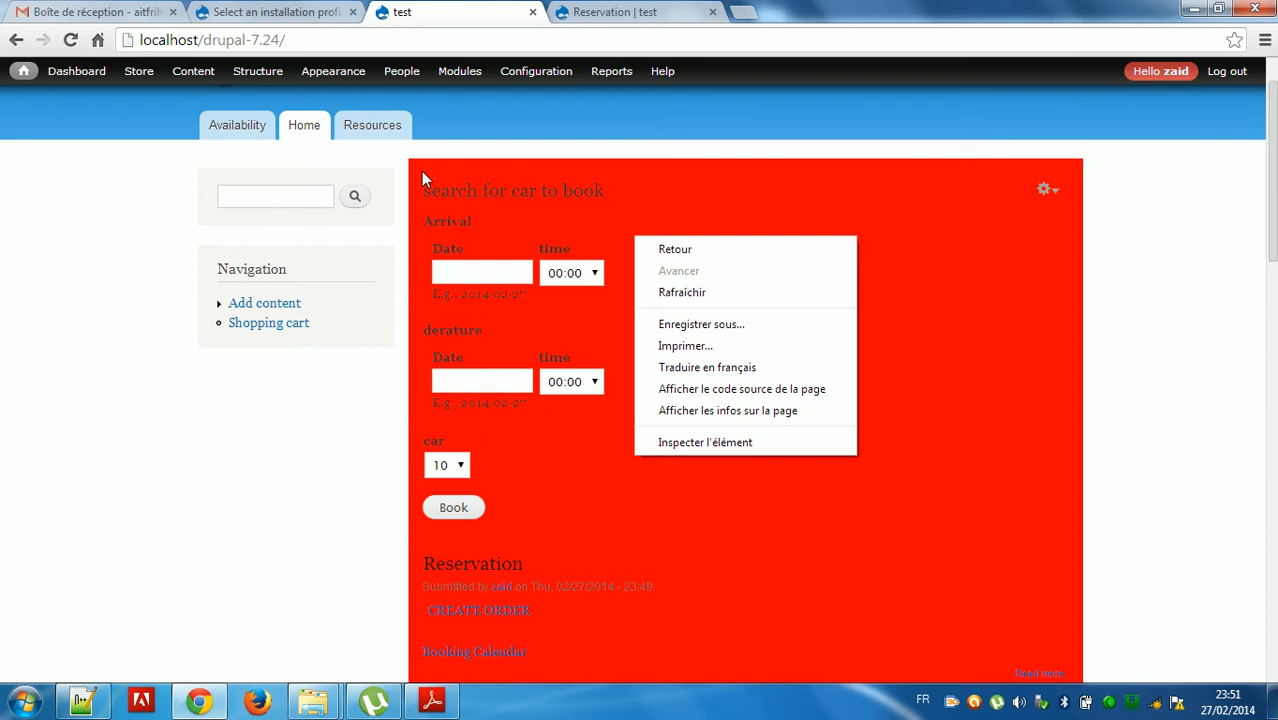 Boîte de réception - aitfrih
Select an installation profi
test
Reservation | test
localhost/drupal-7.24/
Dashboard Store Content Structure Appearance People Modules Configuration Reports Help
Hello zaid Log out
Availability Home Resources
search for car to book
Arrival
Date time
00:00
E.g., 2014-02-27
Navigation
Add content
Shopping cart
derature
Date time
00:00
E.g., 2014-02-27
car
10
Book
Retour
Avancer
Rafraîchir
Enregistrer sous...
Imprimer...
Traduire en français
Afficher le code source de la page
Afficher les infos sur la page
Inspecter l'élément
Reservation
Submitted by zaid on Thu, 02/27/2014 - 23:49
CREATE ORDER
Booking Calendar
Read more
FR
23:51
27/02/2014